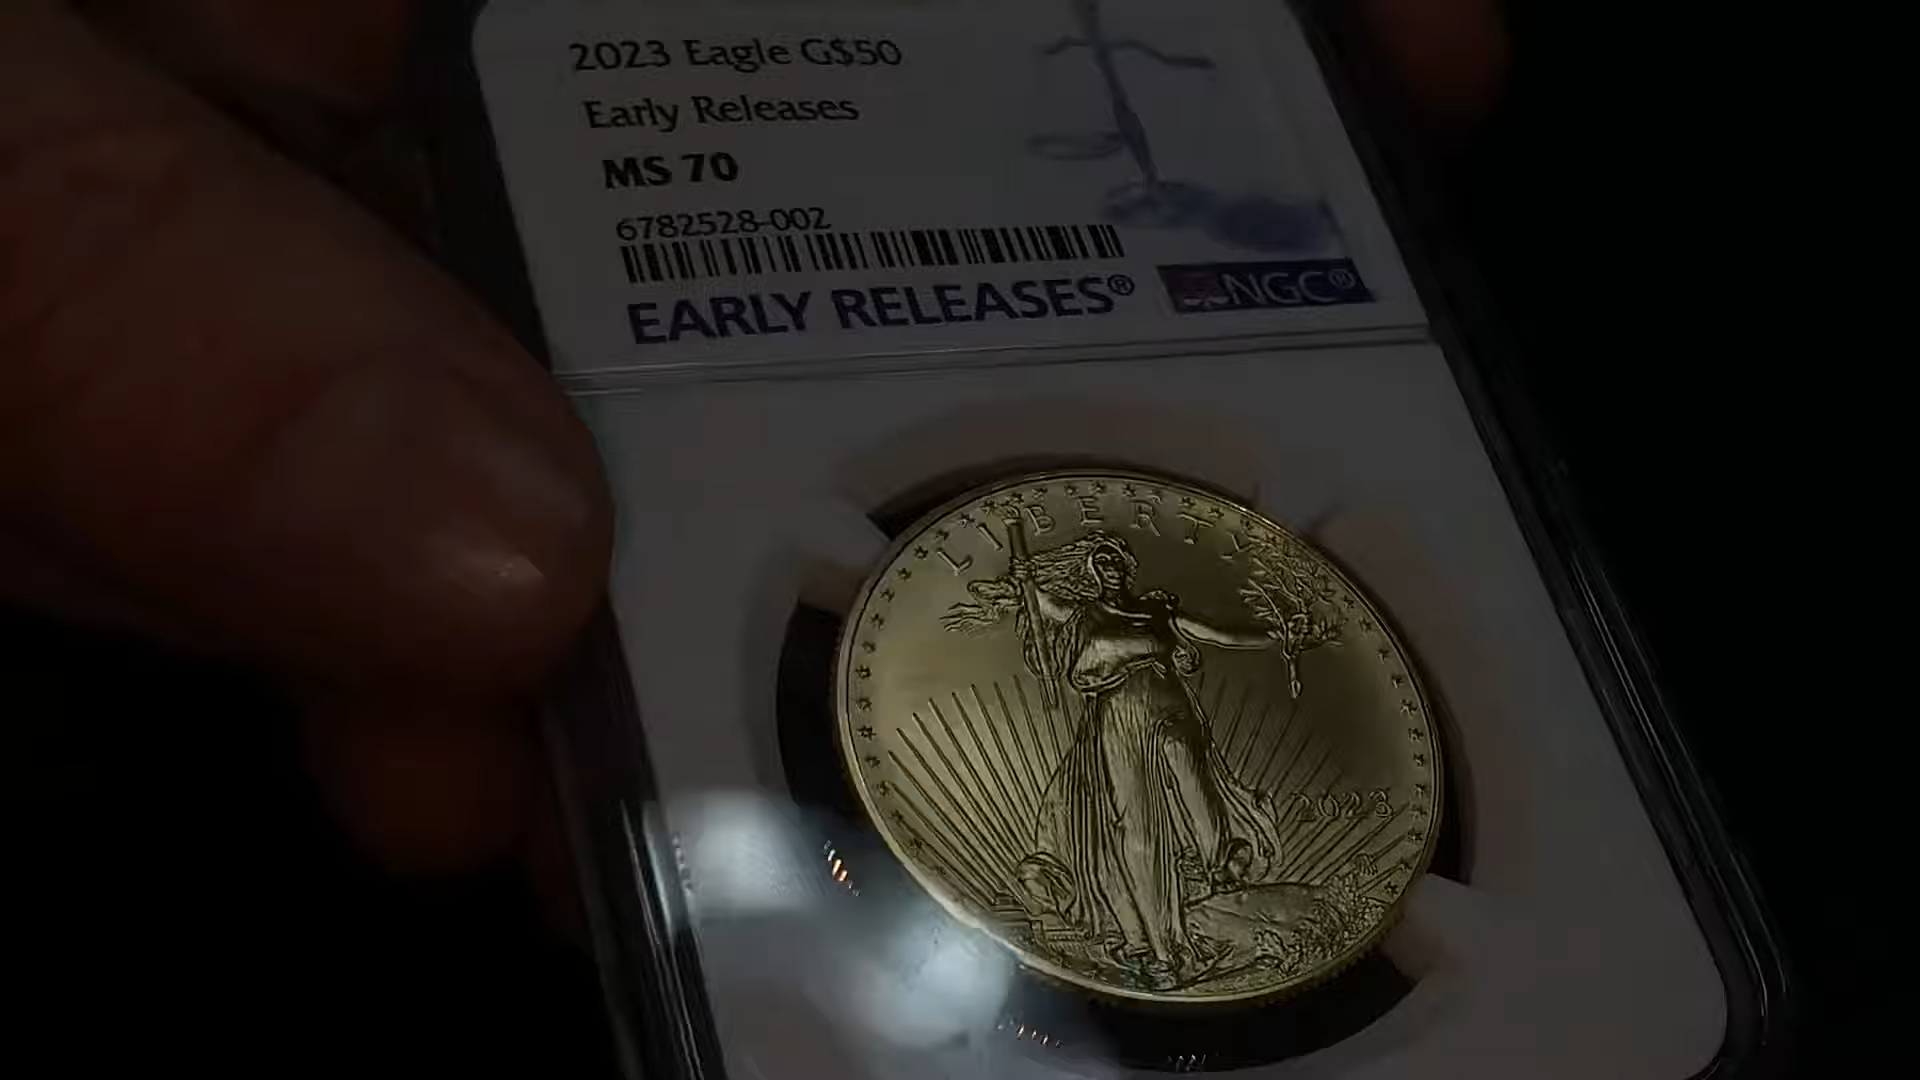 2023 Eagle G$50
Early Releases
MS 70
6782528-002
EARLY RELEASES®
NGC®
LIBERTY
2023